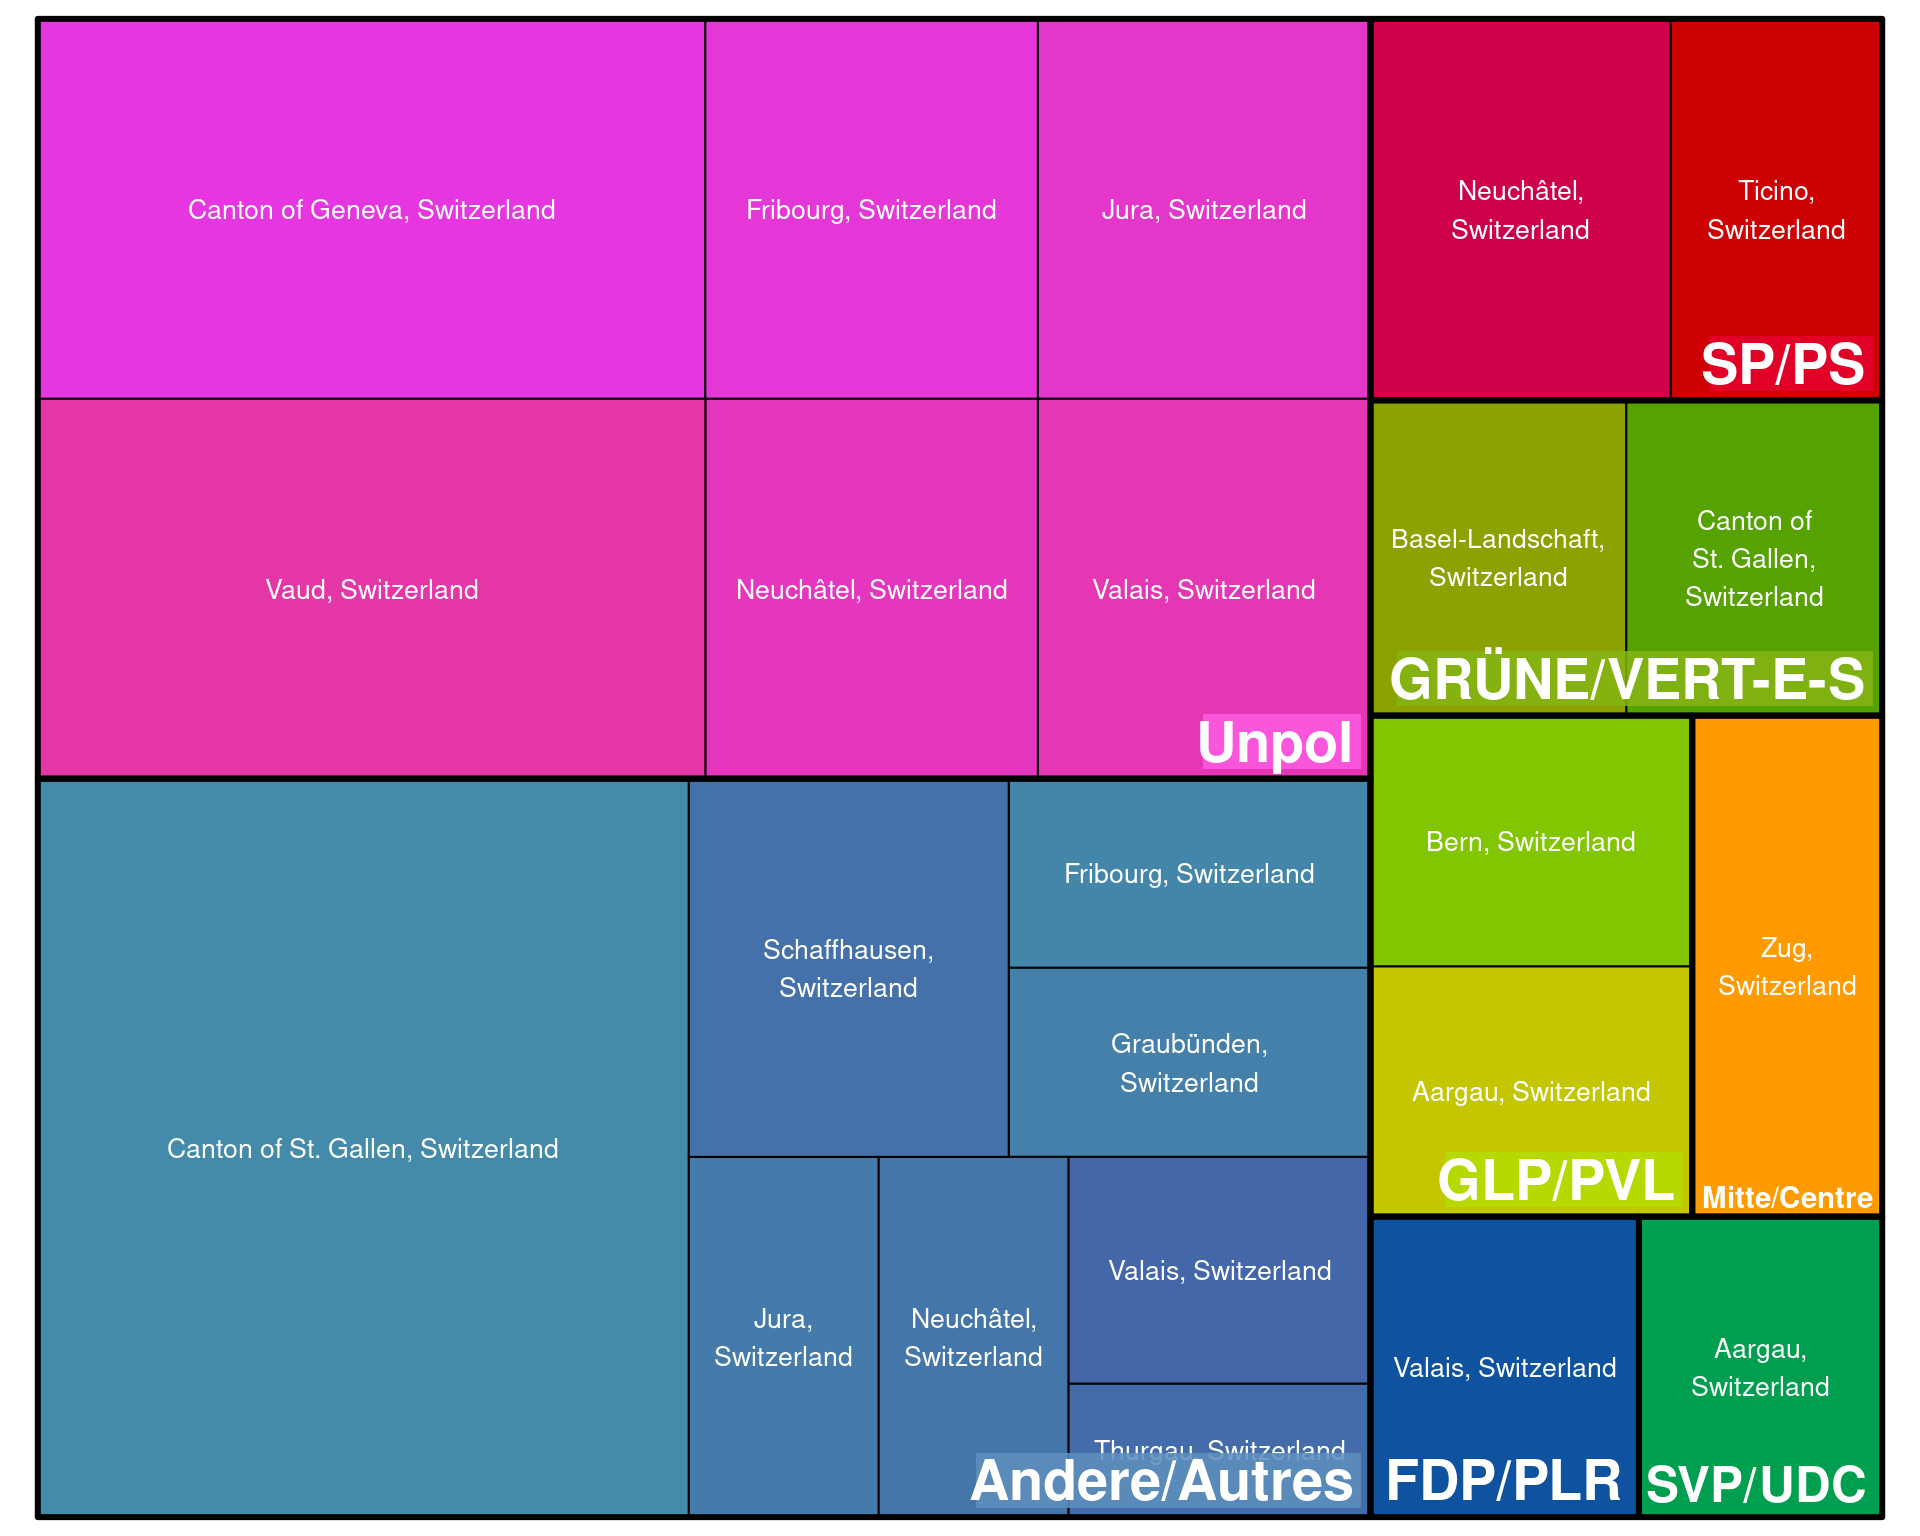 Canton of Geneva, Switzerland
Fribourg, Switzerland
Jura, Switzerland
Vaud, Switzerland
Neuchâtel, Switzerland
Valais, Switzerland
Unpol
Neuchâtel,
Switzerland
Ticino,
Switzerland
SP/PS
Basel-Landschaft,
Switzerland
Canton of
St. Gallen,
Switzerland
GRÜNE/VERT-E-S
Canton of St. Gallen, Switzerland
Schaffhausen,
Switzerland
Fribourg, Switzerland
Graubünden,
Switzerland
Jura,
Switzerland
Neuchâtel,
Switzerland
Valais, Switzerland
Thurgau, Switzerland
Andere/Autres
Bern, Switzerland
Aargau, Switzerland
GLP/PVL
Zug,
Switzerland
Mitte/Centre
Valais, Switzerland
FDP/PLR
Aargau,
Switzerland
SVP/UDC